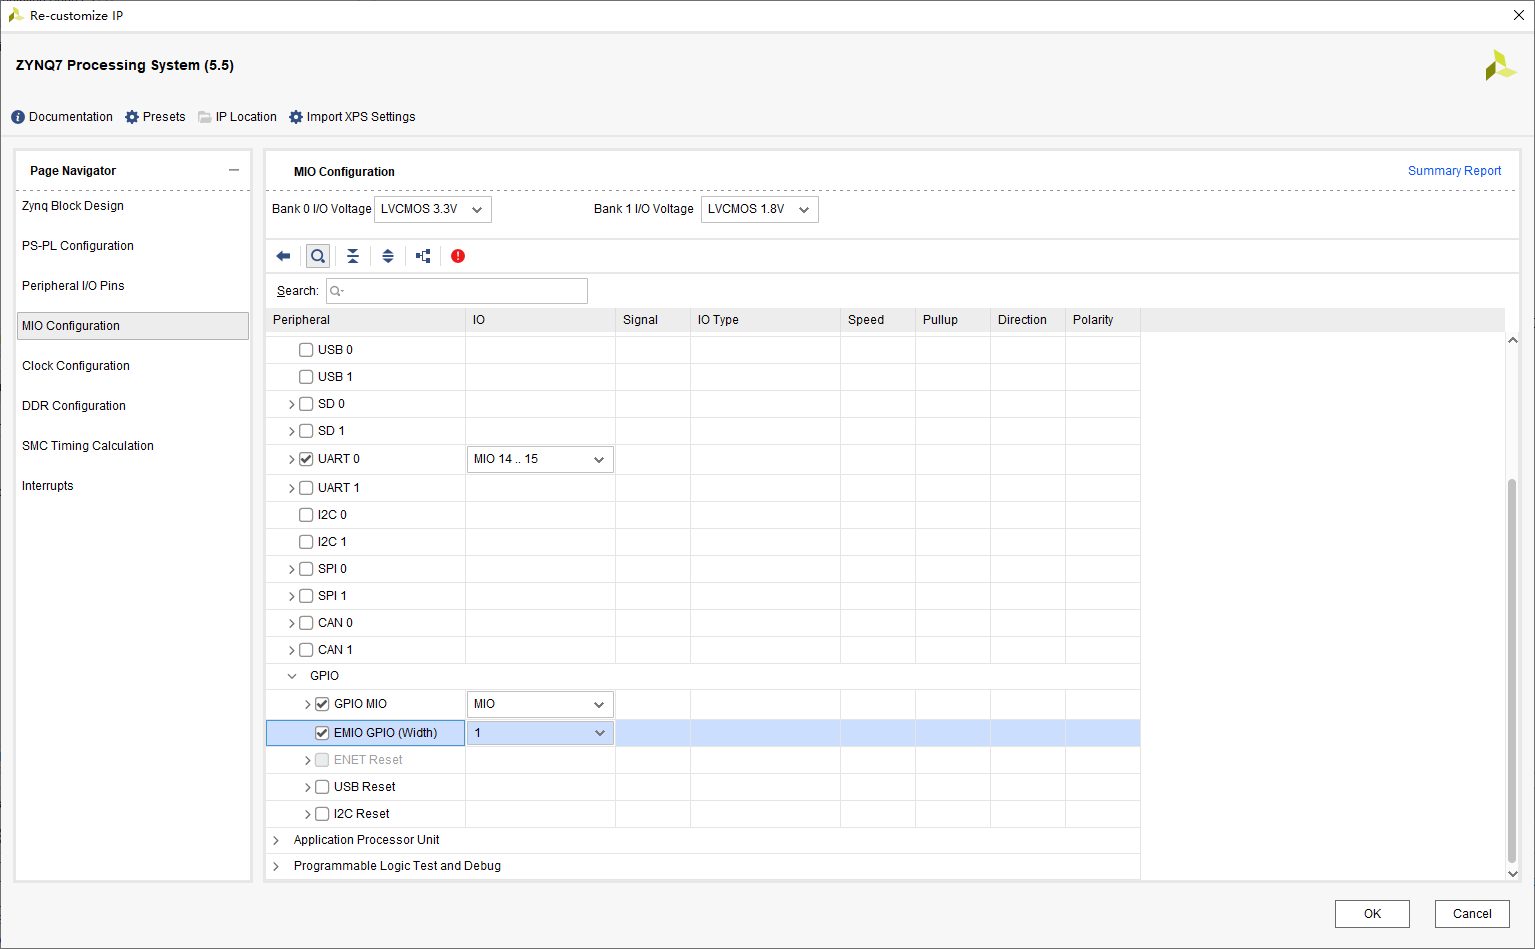 Re-customize IP
ZYNQ7 Processing System (5.5)
Documentation Presets IP Location Import XPS Settings
Page Navigator
Zynq Block Design
PS-PL Configuration
Peripheral I/O Pins
MIO Configuration
Clock Configuration
DDR Configuration
SMC Timing Calculation
Interrupts
MIO Configuration Summary Report
Bank 0 I/O Voltage LVCMOS 3.3V Bank 1 I/O Voltage LVCMOS 1.8V
Search:
Peripheral IO Signal IO Type Speed Pullup Direction Polarity
USB 0
USB 1
SD 0
SD 1
UART 0 MIO 14 .. 15
UART 1
I2C 0
I2C 1
SPI 0
SPI 1
CAN 0
CAN 1
GPIO
GPIO MIO MIO
EMIO GPIO (Width) 1
ENET Reset
USB Reset
I2C Reset
Application Processor Unit
Programmable Logic Test and Debug
OK Cancel